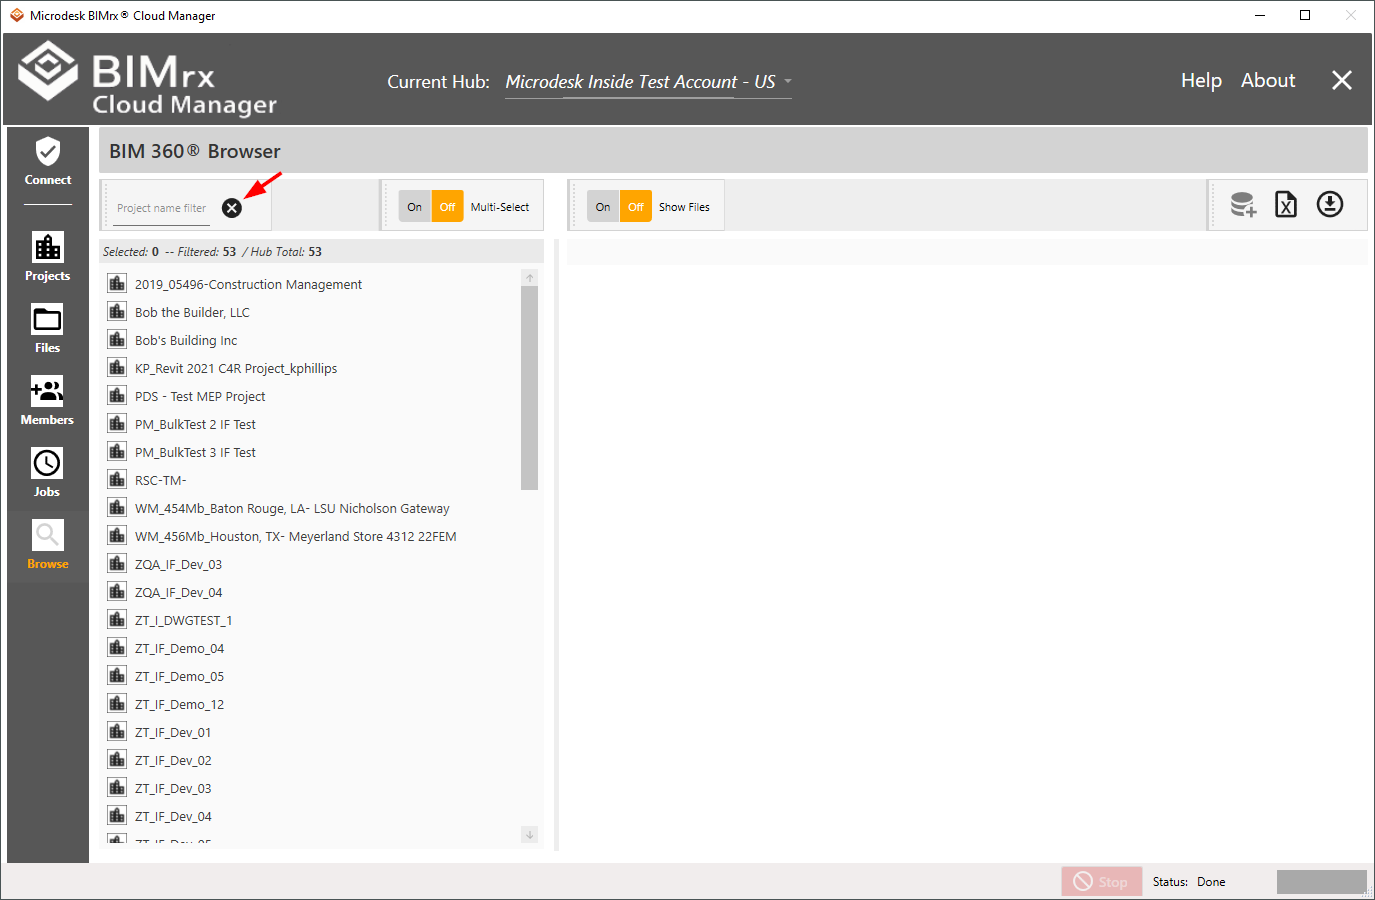 Microdesk BIMrx® Cloud Manager
BIMrx
Cloud Manager
Current Hub: Microdesk Inside Test Account - US
Help About
Connect
Projects
Files
Members
Jobs
Browse
BIM 360® Browser
Project name filter
On Off Multi-Select
On Off Show Files
Selected: 0 -- Filtered: 53 / Hub Total: 53
2019_05496-Construction Management
Bob the Builder, LLC
Bob's Building Inc
KP_Revit 2021 C4R Project_kphillips
PDS - Test MEP Project
PM_BulkTest 2 IF Test
PM_BulkTest 3 IF Test
RSC-TM-
WM_454Mb_Baton Rouge, LA- LSU Nicholson Gateway
WM_456Mb_Houston, TX- Meyerland Store 4312 22FEM
ZQA_IF_Dev_03
ZQA_IF_Dev_04
ZT_I_DWGTEST_1
ZT_IF_Demo_04
ZT_IF_Demo_05
ZT_IF_Demo_12
ZT_IF_Dev_01
ZT_IF_Dev_02
ZT_IF_Dev_03
ZT_IF_Dev_04
Stop Status: Done